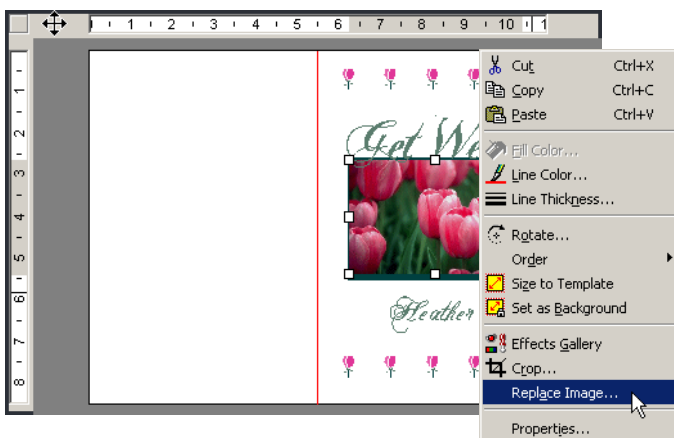 1 2 3 4 5 6 7 8 9 10 1
1
2
3
4
5
6
7
8
Get We
Heather
Cut Ctrl+X
Copy Ctrl+C
Paste Ctrl+V
Fill Color...
Line Color...
Line Thickness...
Rotate...
Order
Size to Template
Set as Background
Effects Gallery
Crop...
Replace Image...
Properties...